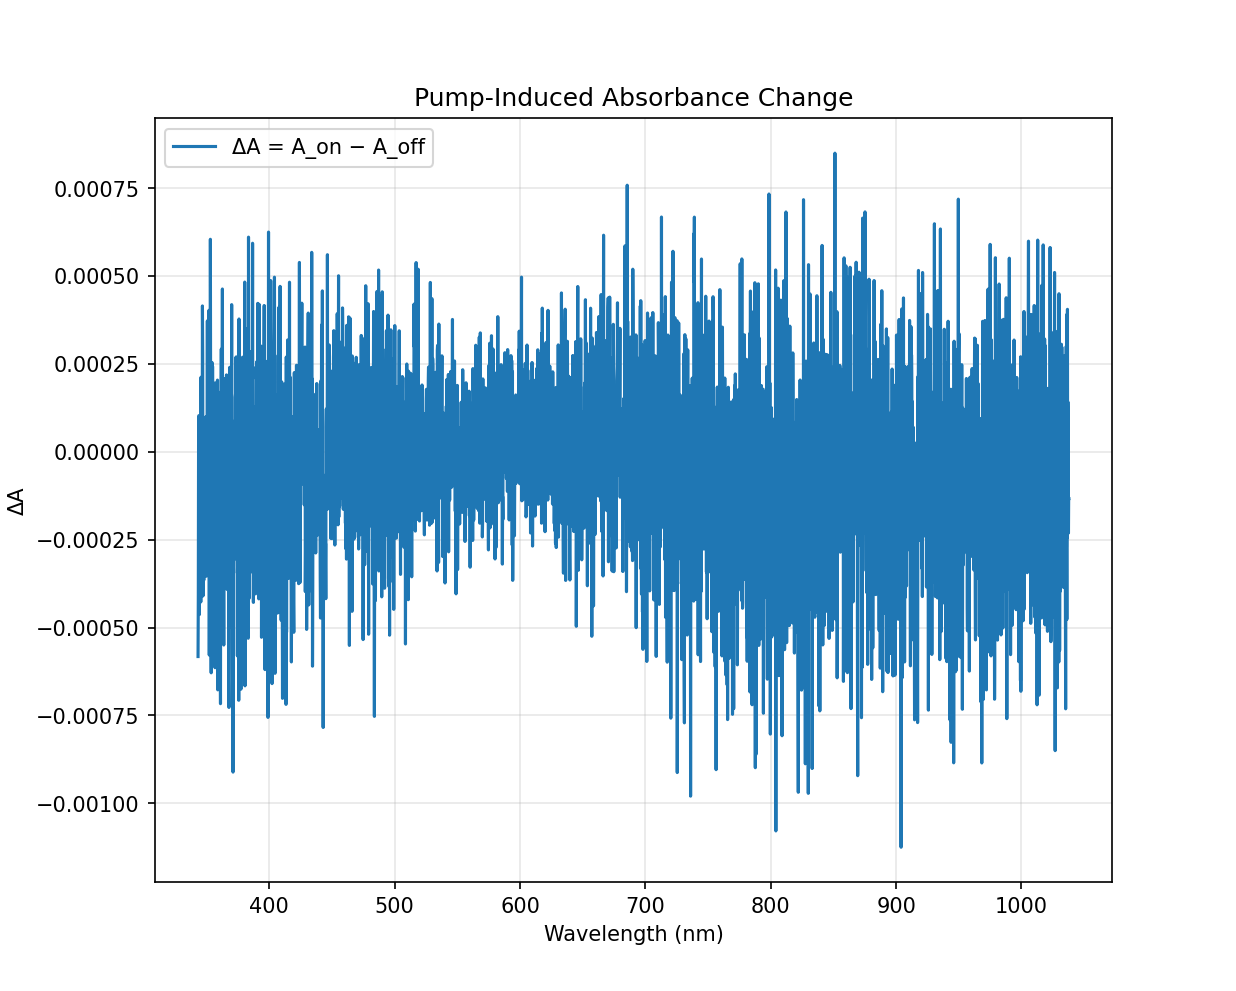 Pump-Induced Absorbance Change
ΔA = A_on − A_off
0.00075
0.00050
0.00025
0.00000
−0.00025
−0.00050
−0.00075
−0.00100
ΔA
400 500 600 700 800 900 1000
Wavelength (nm)